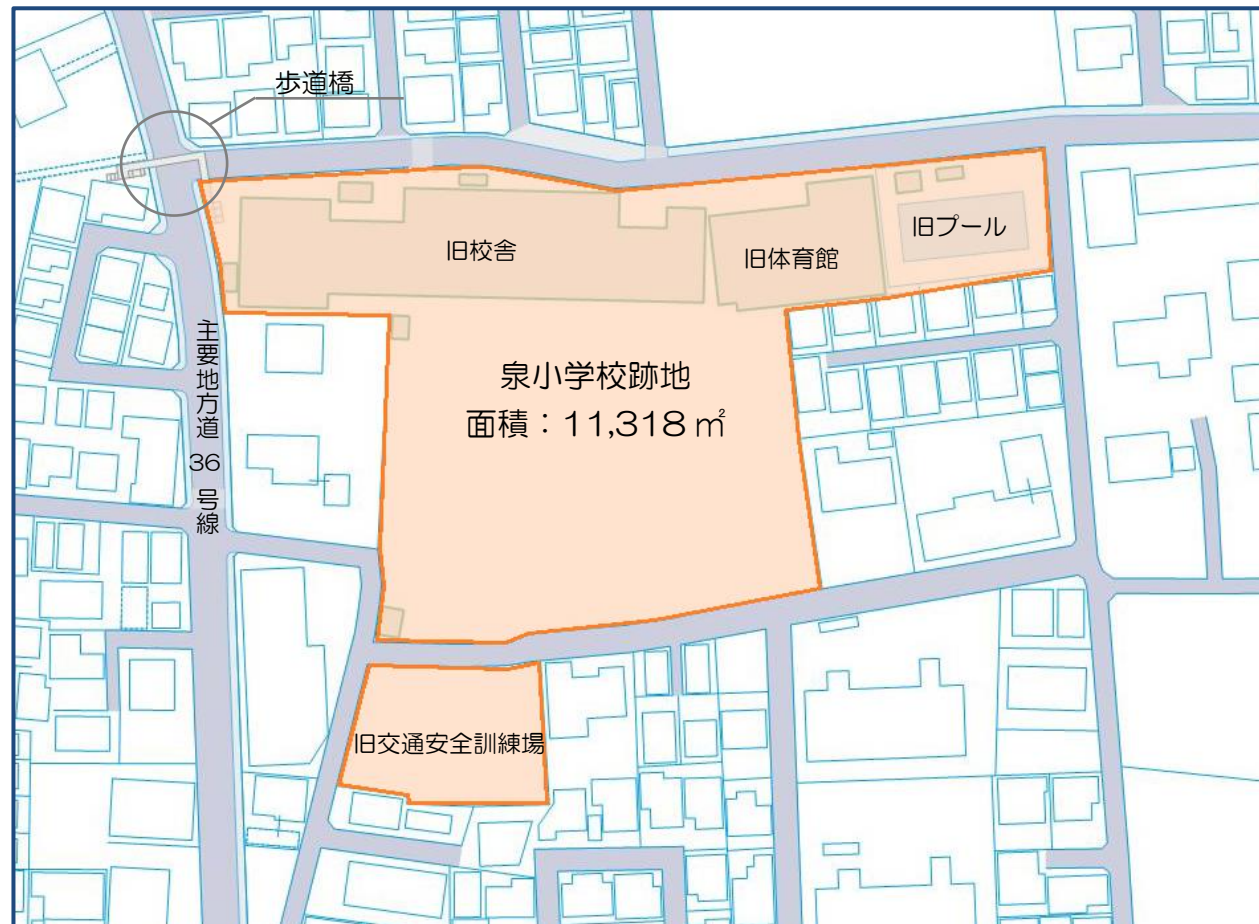 歩道橋
旧校舎
旧体育館
旧プール
主要地方道 36 号線
泉小学校跡地
面積：11,318 ㎡
旧交通安全訓練場